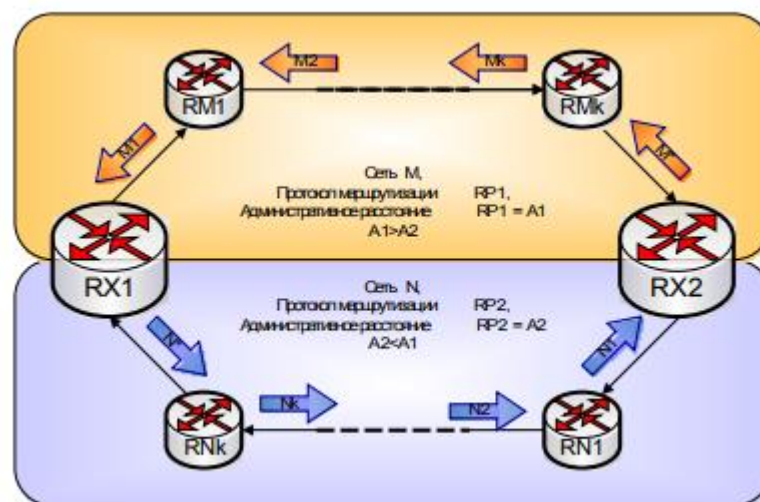 M2
Mk
RM1
RMk
M1
M
Сеть M,
Протокол маршрутизации RP1,
Административное расстояние RP1 = A1
A1>A2
RX1
RX2
Сеть N,
Протокол маршрутизации RP2,
Административное расстояние RP2 = A2
A2<A1
N
N1
Nk
N2
RNk
RN1